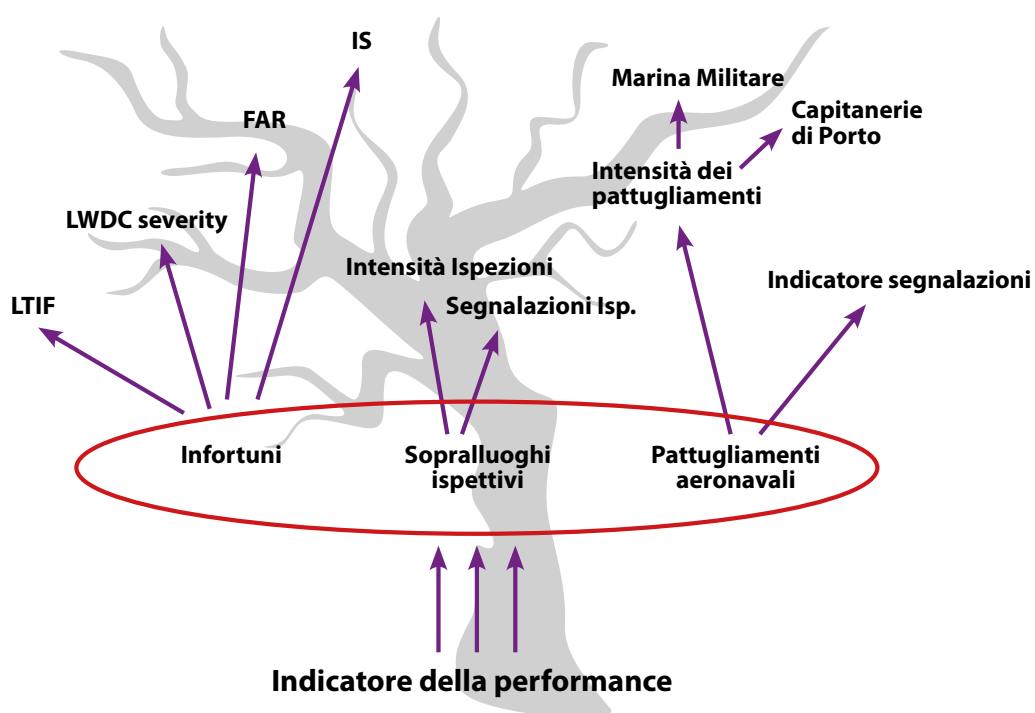 IS
Marina Militare
FAR
Capitanerie
di Porto
Intensità dei
pattugliamenti
LWDC severity
Intensità Ispezioni
Indicatore segnalazioni
LTIF
Segnalazioni Isp.
Infortuni
Sopralluoghi
ispettivi
Pattugliamenti
aeronavali
Indicatore della performance